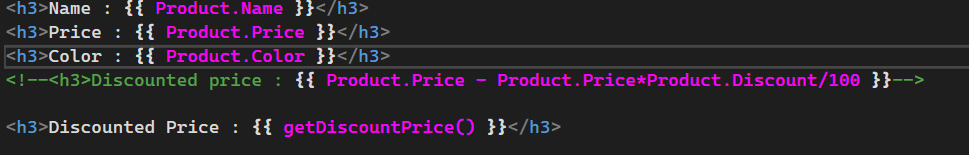 <h3>Name : {{ Product.Name }}</h3>
<h3>Price : {{ Product.Price }}</h3>
<h3>Color : {{ Product.Color }}</h3>
<!--<h3>Discounted price : {{ Product.Price - Product.Price*Product.Discount/100 }}-->
<h3>Discounted Price : {{ getDiscountPrice() }}</h3>